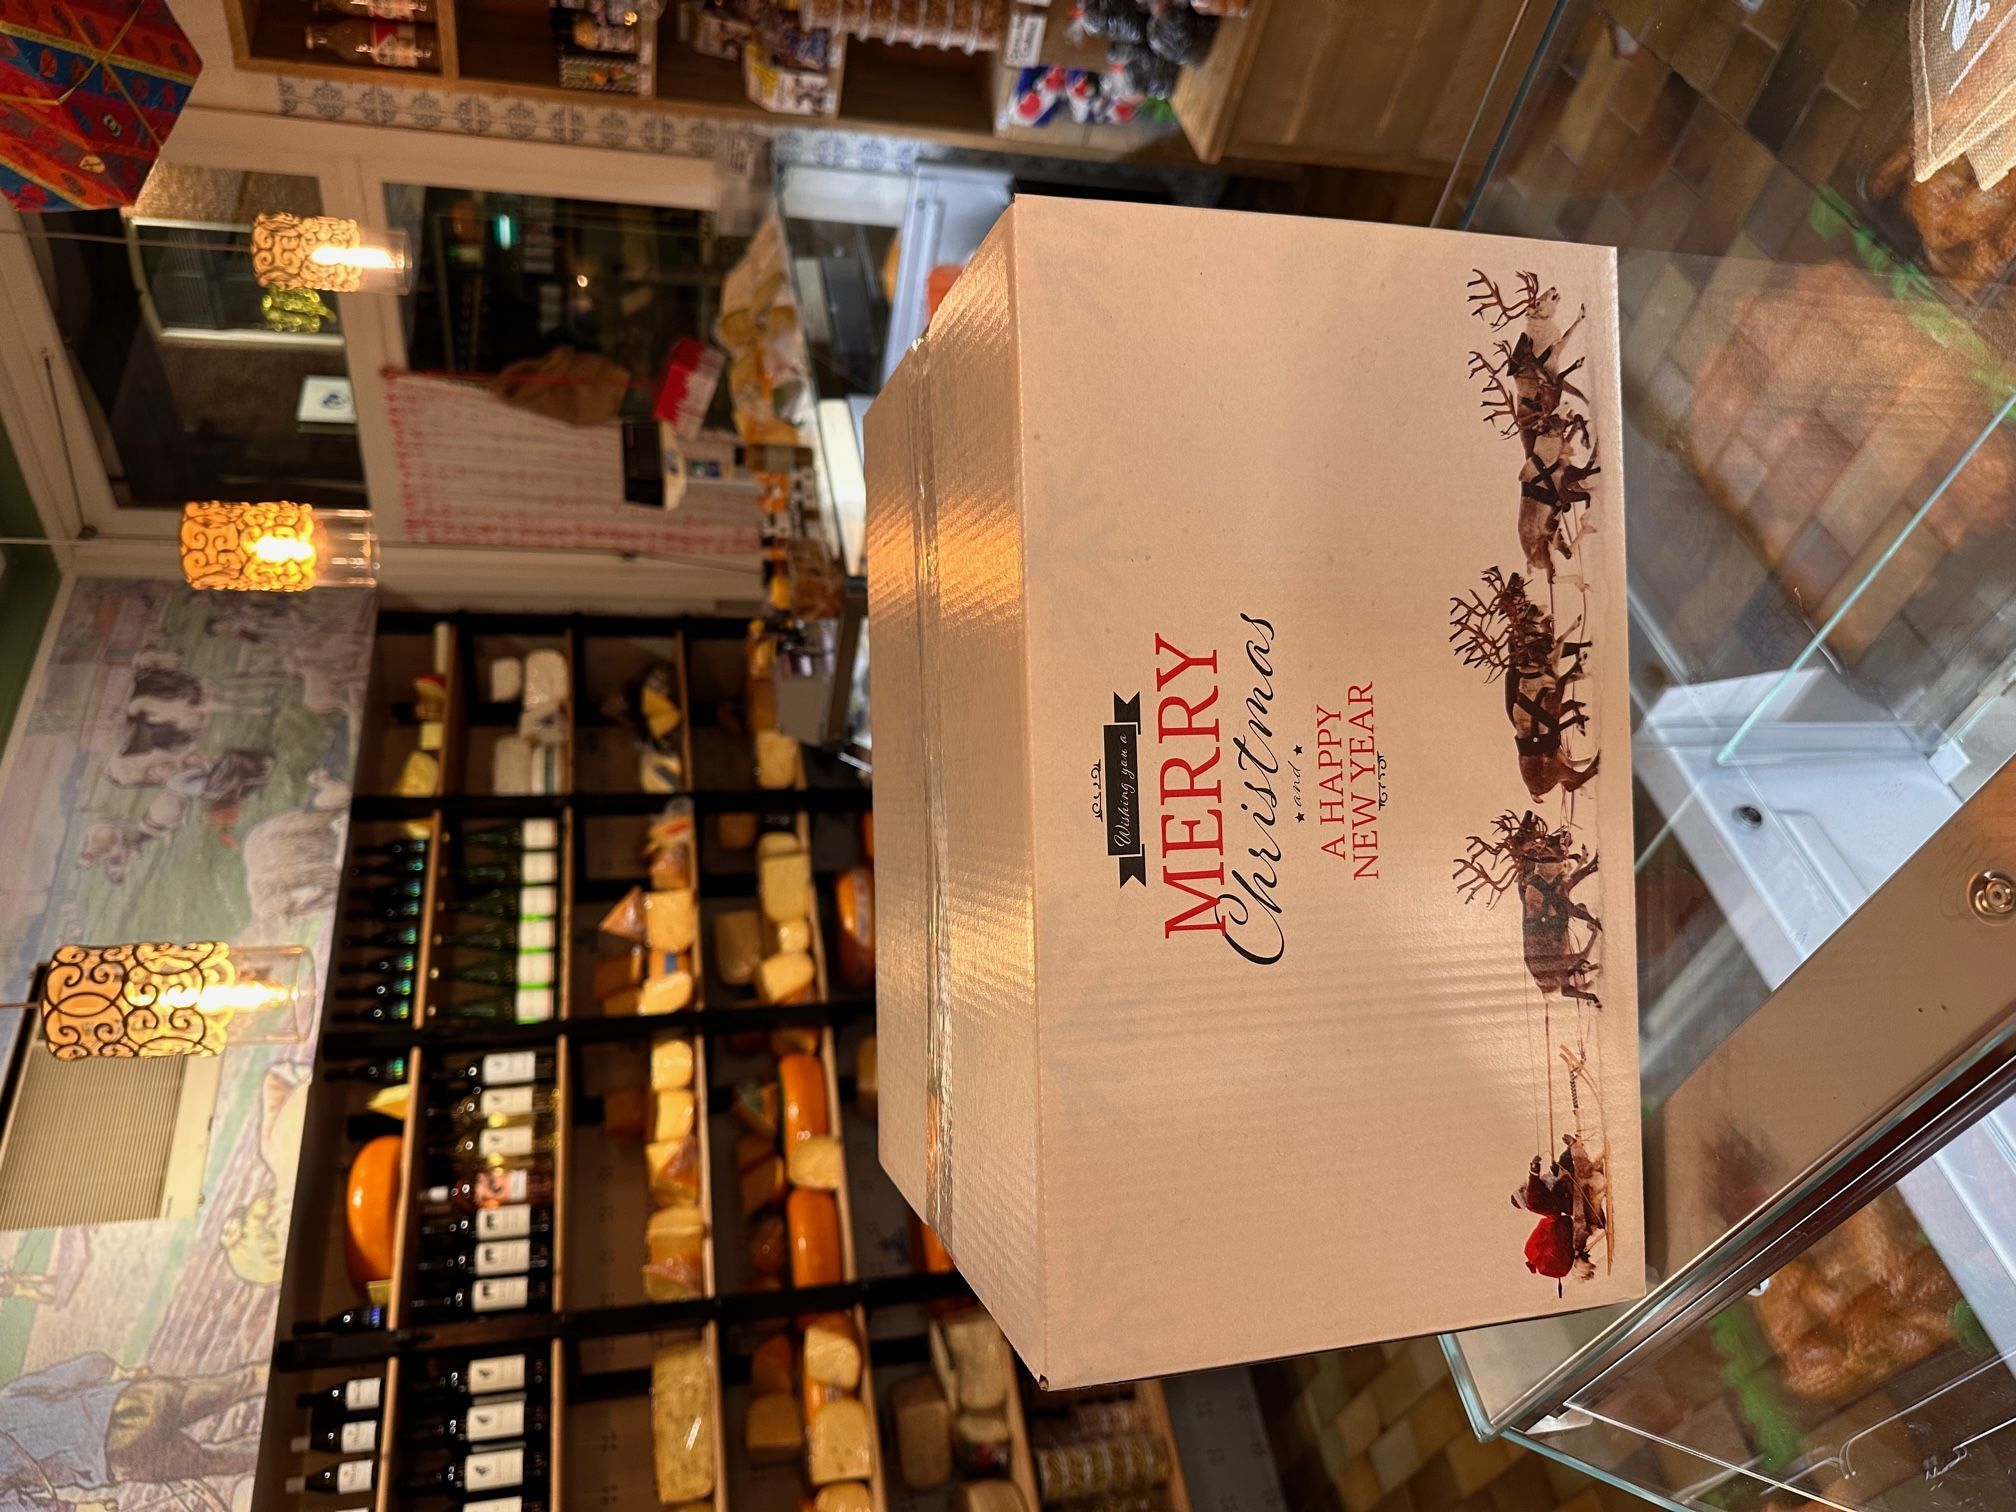 Wishing you a
MERRY
Christmas
and
A HAPPY
NEW YEAR